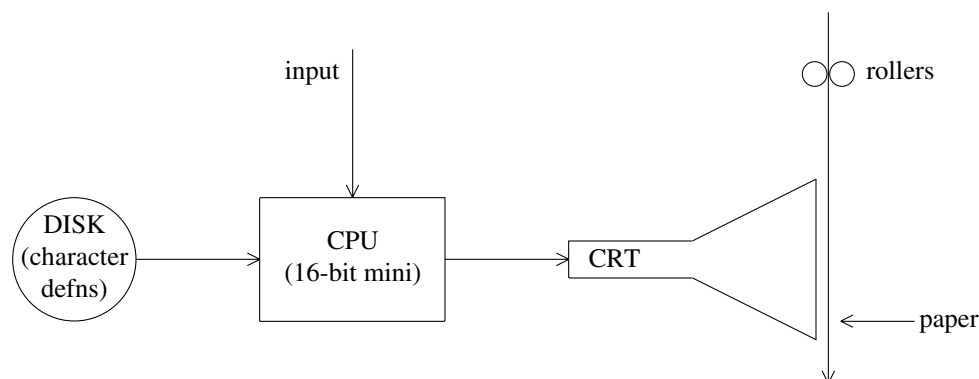 input
rollers
DISK
(character
defns)
CPU
(16-bit mini)
CRT
paper